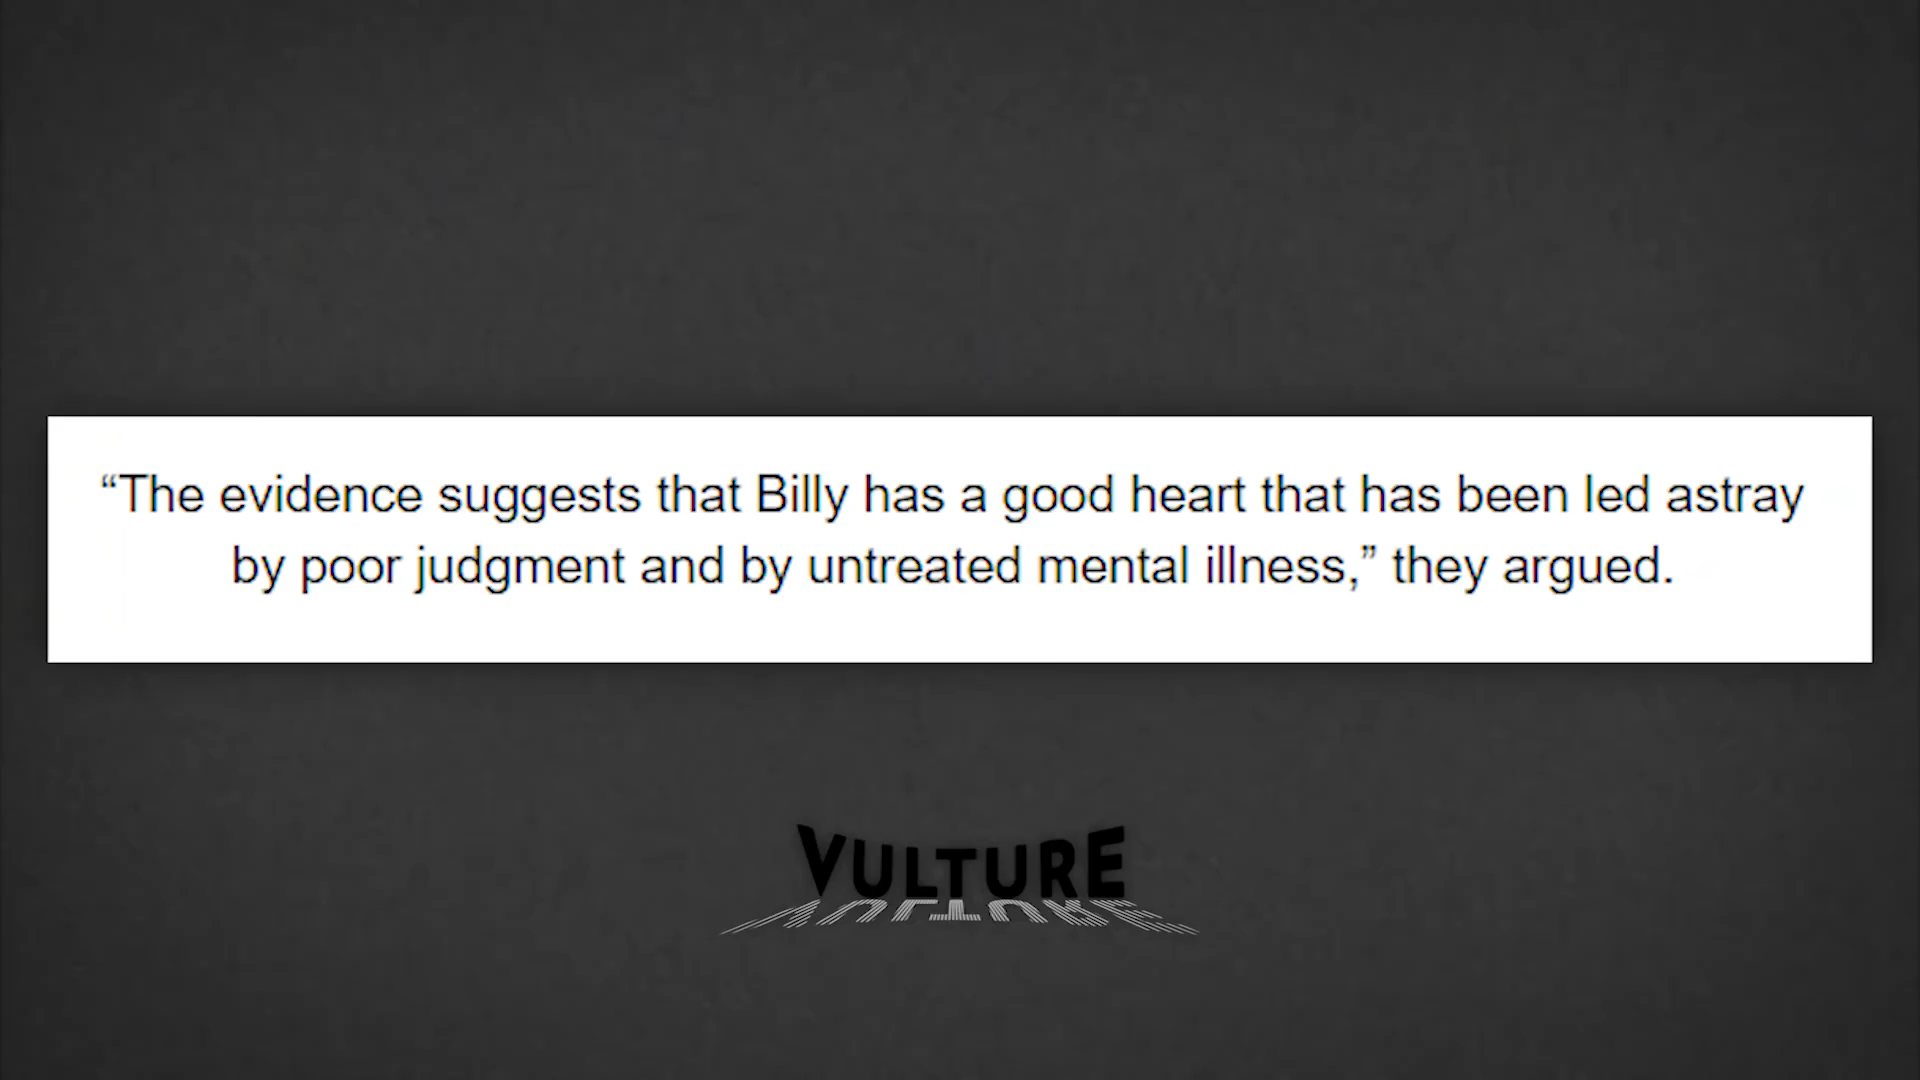 “The evidence suggests that Billy has a good heart that has been led astray
by poor judgment and by untreated mental illness,” they argued.
VULTURE